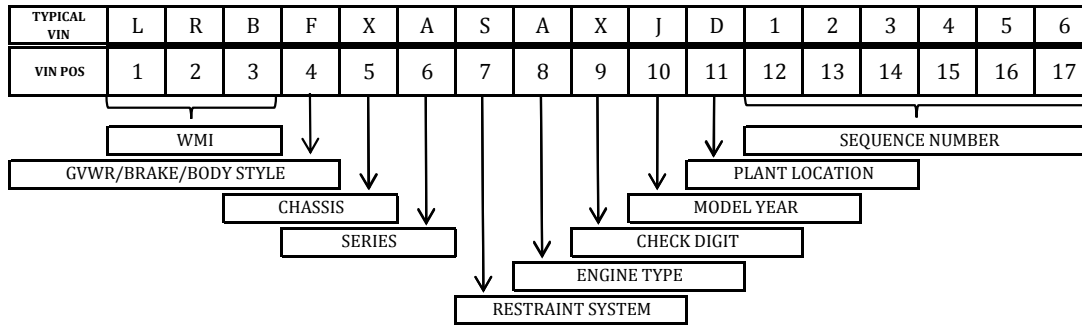 TYPICAL VIN L R B F X A S A X J D 1 2 3 4 5 6
VIN POS 1 2 3 4 5 6 7 8 9 10 11 12 13 14 15 16 17
WMI SEQUENCE NUMBER
GVWR/BRAKE/BODY STYLE PLANT LOCATION
CHASSIS MODEL YEAR
SERIES CHECK DIGIT
ENGINE TYPE
RESTRAINT SYSTEM